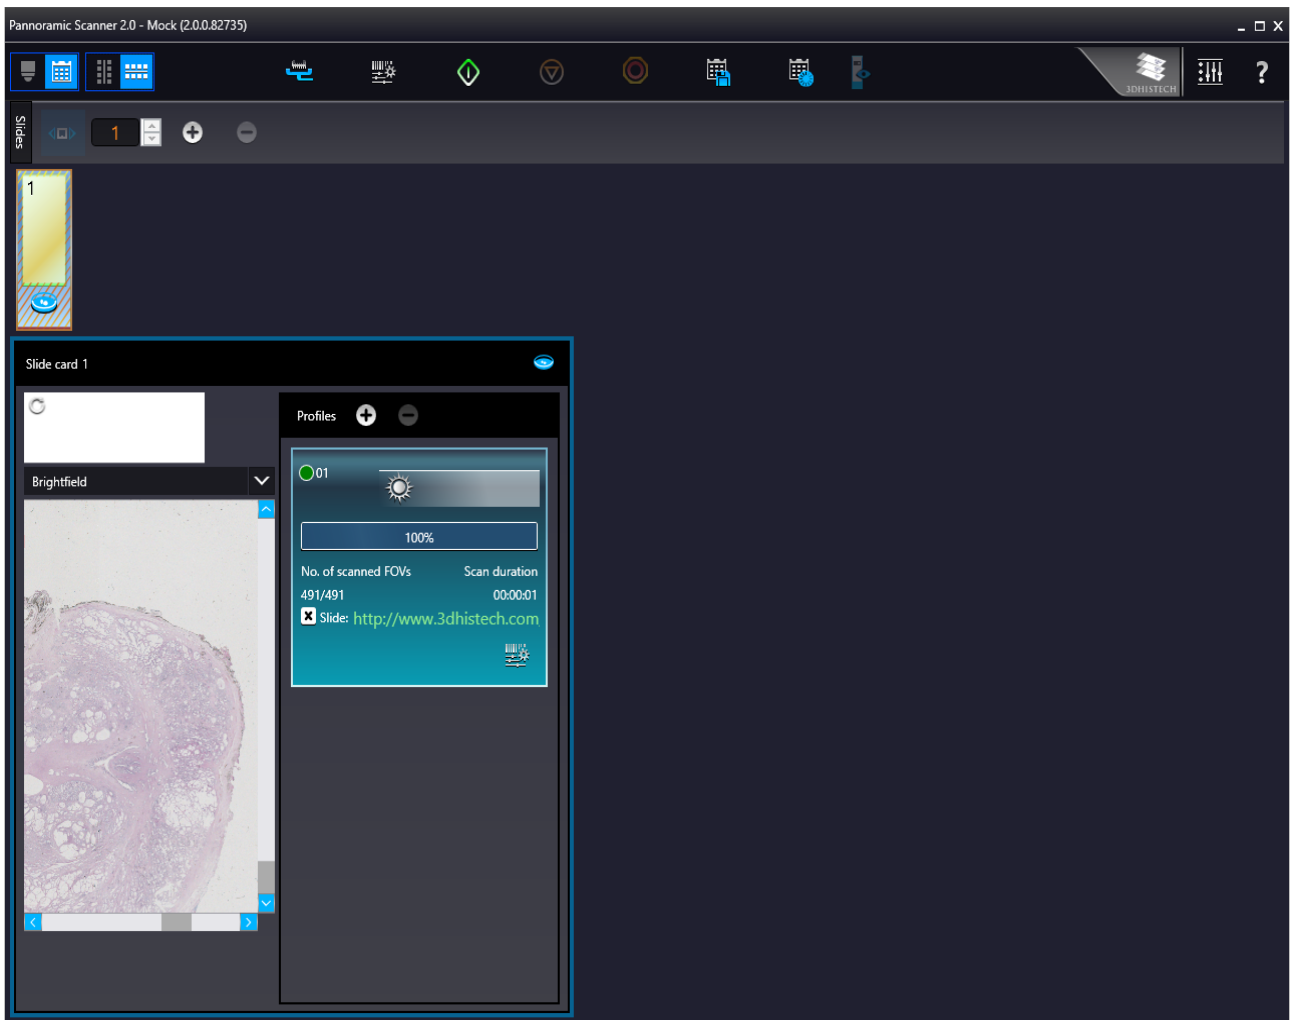 Pannoramic Scanner 2.0 - Mock (2.0.0.82735)
3DHISTECH
?
Slides
1
1
Slide card 1
Profiles
Brightfield
01
100%
No. of scanned FOVs Scan duration
491/491 00:00:01
Slide: http://www.3dhistech.com